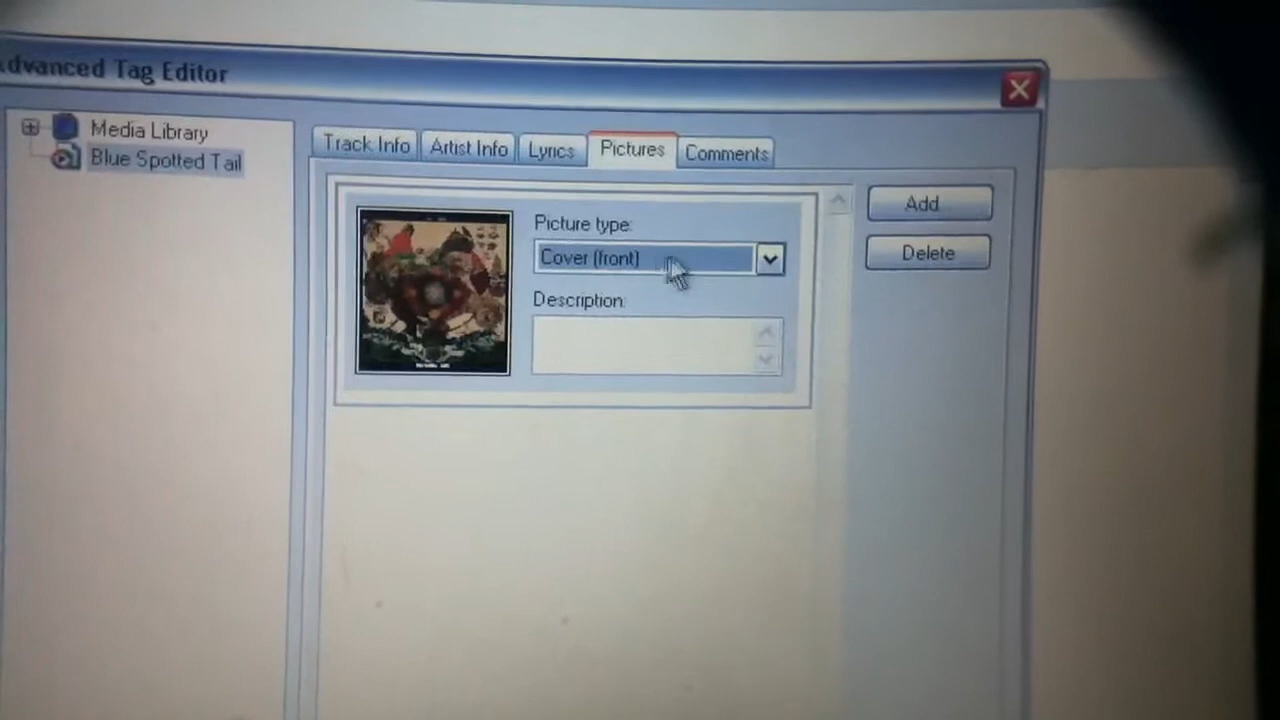 Advanced Tag Editor
Media Library
Blue Spotted Tail
Track Info
Artist Info
Lyrics
Pictures
Comments
Picture type:
Cover (front)
Description:
Add
Delete